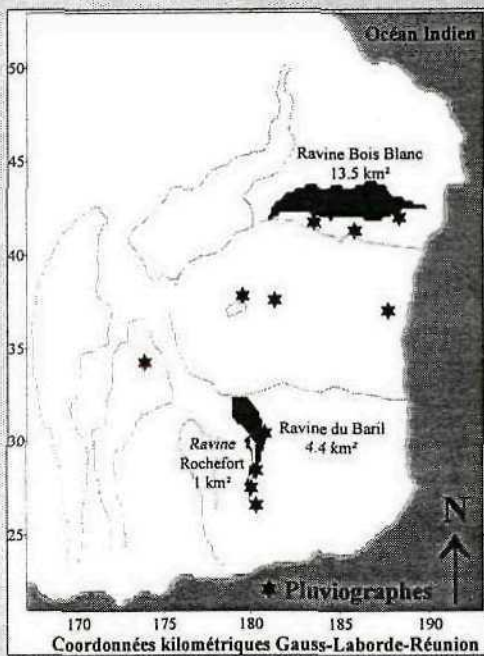 Océan Indien
50
Ravine Bois Blanc
13.5 km²
45
40
35
Ravine du Baril
4.4 km²
Ravine
Rochefort
1 km²
30
25
N
Pluviographes
170
175
180
185
190
Coordonnées kilométriques Gauss-Laborde-Réunion